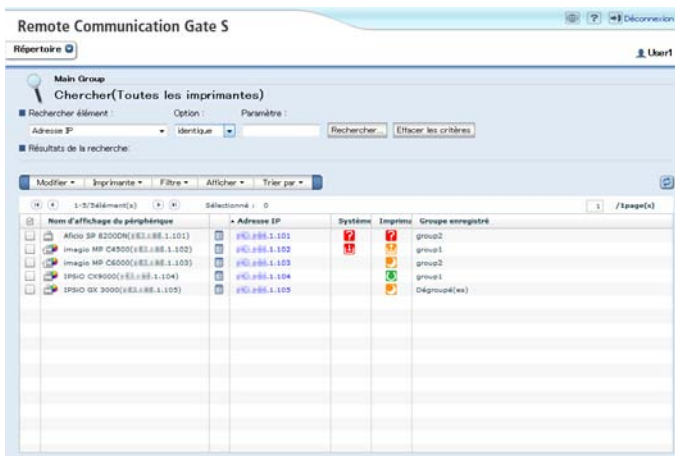 Remote Communication Gate S
Déconnexion
Répertoire
User1
Main Group
Chercher(Toutes les imprimantes)
Rechercher élément : Option : Paramètre :
Adresse IP identique Rechercher... Effacer les critères
Résultats de la recherche:
Modifier Imprimante Filtre Afficher Trier par
1-5/5élément(s) Sélectionné : 0 1 /1page(s)
Nom d'affichage du périphérique Adresse IP Système Imprima Groupe enregistré
Aficio SP 8200DN( .1.101) .1.101 group2
imagio MP C4500( .1.102) .1.102 group1
imagio MP C6000( .1.103) .1.103 group2
IPSiO CX9000( .1.104) .1.104 group1
IPSiO GX 3000( .1.105) .1.105 Dégroupé(es)